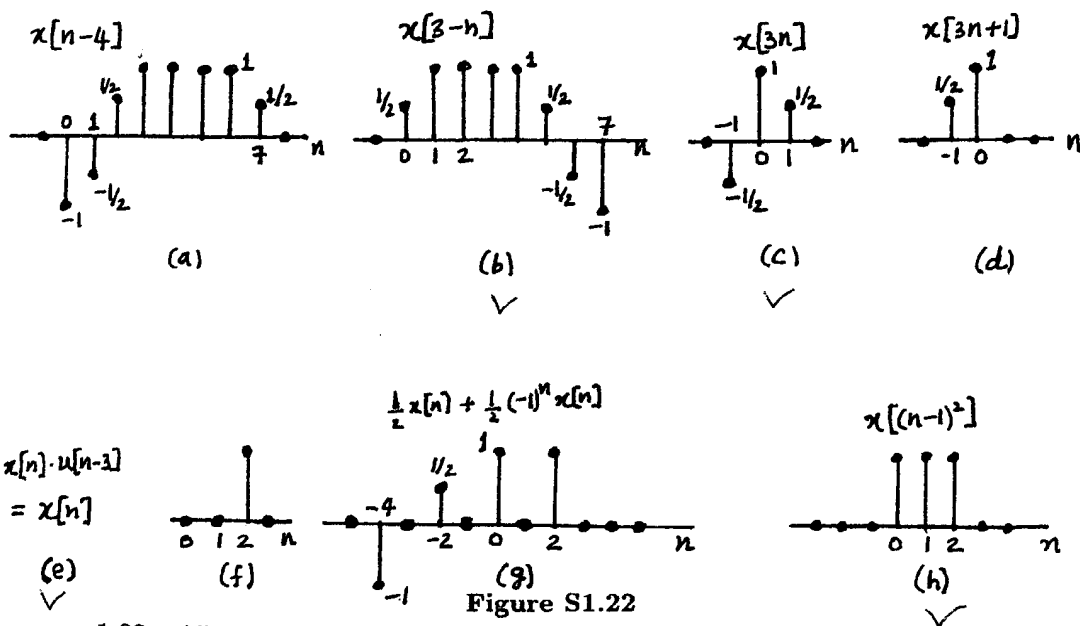 x[n-4]
x[3-n]
x[3n]
x[3n+1]
0 1 1/2 1 1/2
7 n
-1/2
-1
(a)
1/2 1 1/2 7
0 1 2 n
-1/2
-1
(b)
1 1/2
-1 0 1 n
-1/2
(c)
1/2 1
-1 0 n
(d)
x[n]·u[n-3]
= x[n]
(e)
0 1 2 n
(f)
1/2 x[n] + 1/2 (-1)^n x[n]
1
1/2
-4 -2 0 2 n
-1
(g)
x[(n-1)²]
0 1 2 n
(h)
Figure S1.22